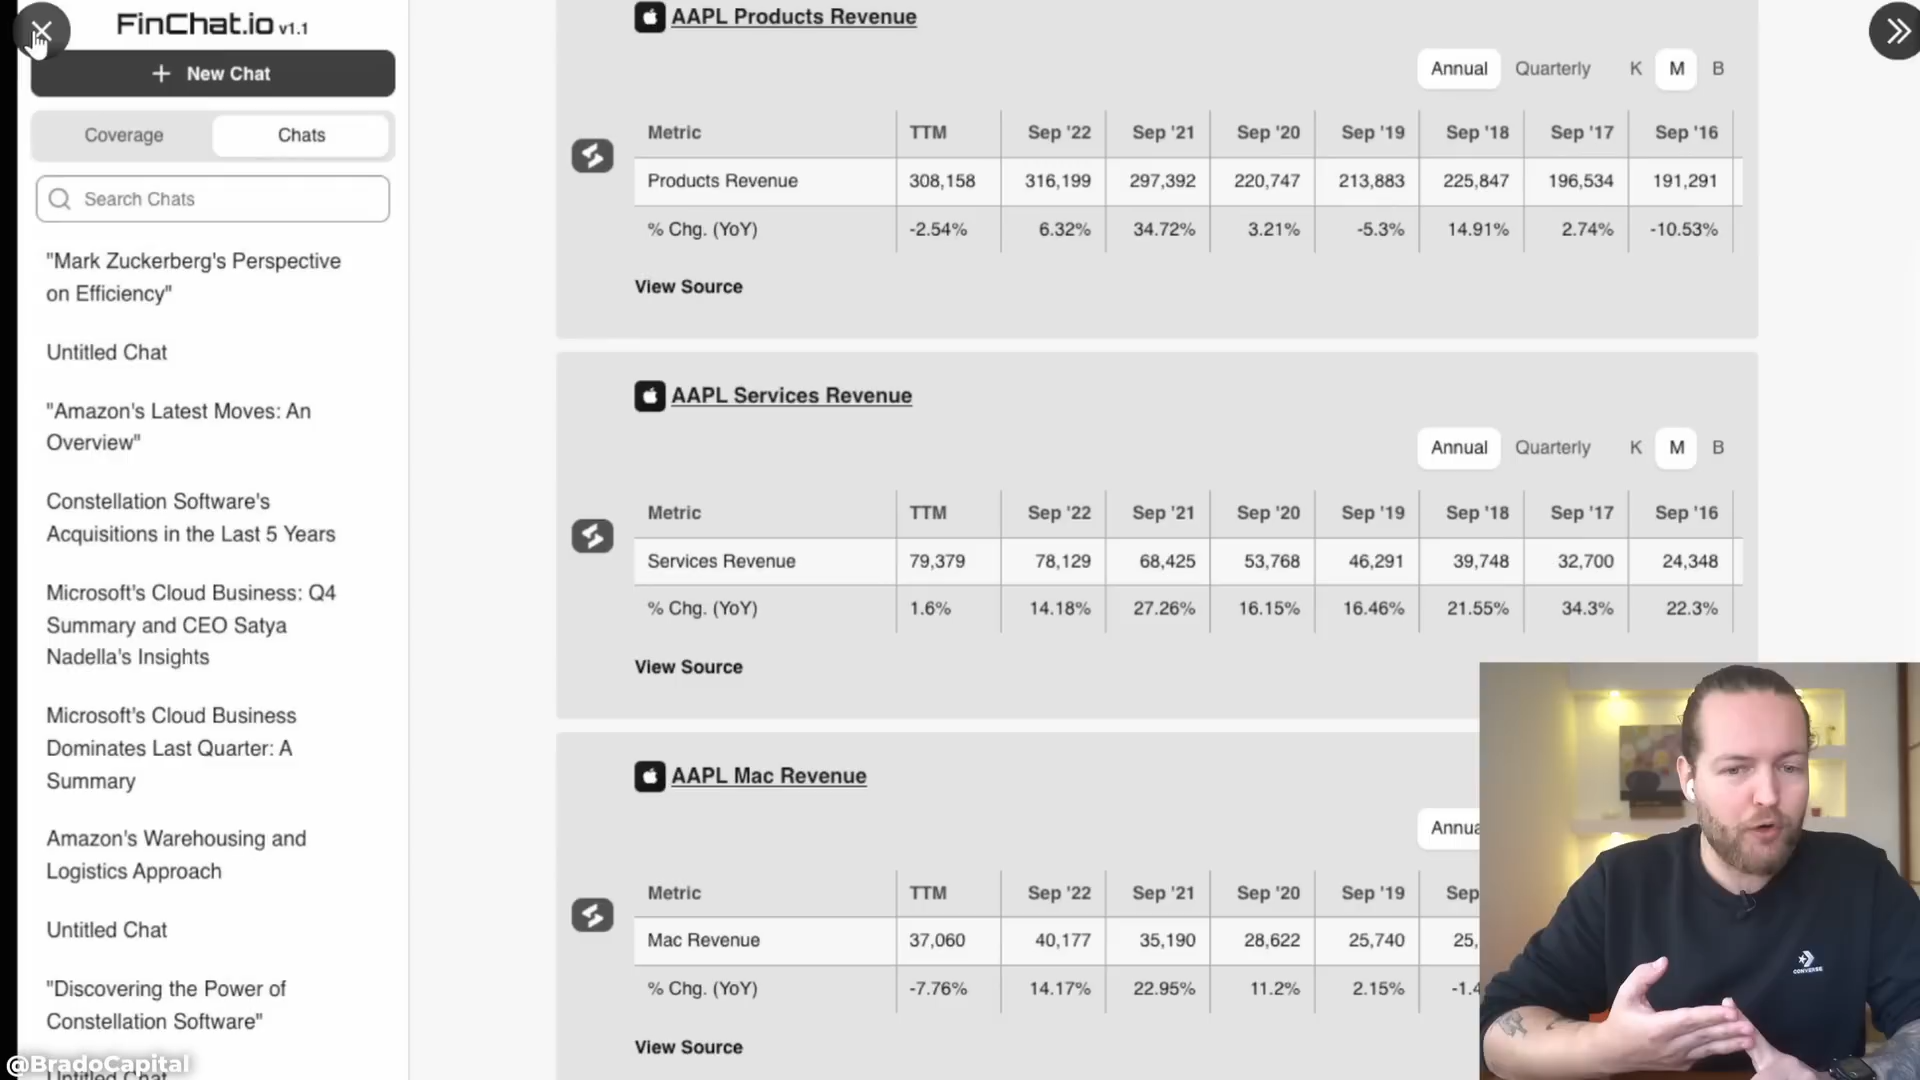 FinChat.io v1.1
+ New Chat
Coverage
Chats
Search Chats
"Mark Zuckerberg's Perspective
on Efficiency"
Untitled Chat
"Amazon's Latest Moves: An
Overview"
Constellation Software's
Acquisitions in the Last 5 Years
Microsoft's Cloud Business: Q4
Summary and CEO Satya
Nadella's Insights
Microsoft's Cloud Business
Dominates Last Quarter: A
Summary
Amazon's Warehousing and
Logistics Approach
Untitled Chat
"Discovering the Power of
Constellation Software"
Untitled Chat
@BradoCapital
AAPL Products Revenue
Annual Quarterly K M B
Metric TTM Sep '22 Sep '21 Sep '20 Sep '19 Sep '18 Sep '17 Sep '16
Products Revenue 308,158 316,199 297,392 220,747 213,883 225,847 196,534 191,291
% Chg. (YoY) -2.54% 6.32% 34.72% 3.21% -5.3% 14.91% 2.74% -10.53%
View Source
AAPL Services Revenue
Annual Quarterly K M B
Metric TTM Sep '22 Sep '21 Sep '20 Sep '19 Sep '18 Sep '17 Sep '16
Services Revenue 79,379 78,129 68,425 53,768 46,291 39,748 32,700 24,348
% Chg. (YoY) 1.6% 14.18% 27.26% 16.15% 16.46% 21.55% 34.3% 22.3%
View Source
AAPL Mac Revenue
Annua
Metric TTM Sep '22 Sep '21 Sep '20 Sep '19 Sep
Mac Revenue 37,060 40,177 35,190 28,622 25,740 25,
% Chg. (YoY) -7.76% 14.17% 22.95% 11.2% 2.15% -1.4
View Source
CONVERSE